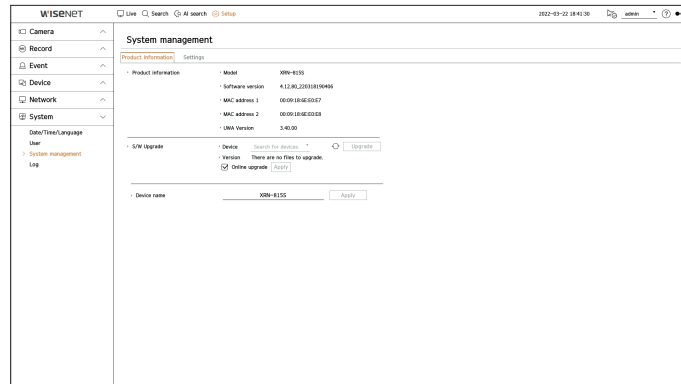 WISENET
Live Search AI search Setup
2022-03-22 18:41:30 admin
Camera
Record
Event
Device
Network
System
Date/Time/Language
User
System management
Log
System management
Product information Settings
Product information
Model XRN-815S
Software version 4.12.80_220318190406
MAC address 1 00:09:18:6E:E0:E7
MAC address 2 00:09:18:6E:E0:E8
UWA Version 3.40.00
S/W Upgrade
Device Search for devices. Upgrade
Version There are no files to upgrade.
Online upgrade Apply
Device name XRN-815S Apply